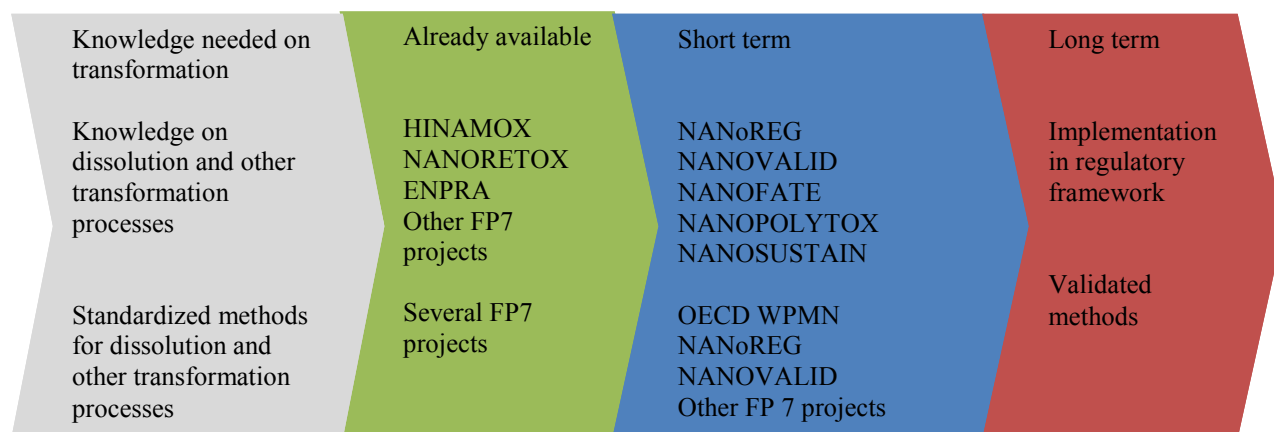 Knowledge needed on
transformation
Knowledge on
dissolution and other
transformation
processes
Standardized methods
for dissolution and
other transformation
processes
Already available
HINAMOX
NANORETOX
ENPRA
Other FP7
projects
Several FP7
projects
Short term
NANoREG
NANOVALID
NANOFATE
NANOPOLYTOX
NANOSUSTAIN
OECD WPMN
NANoREG
NANOVALID
Other FP 7 projects
Long term
Implementation
in regulatory
framework
Validated
methods